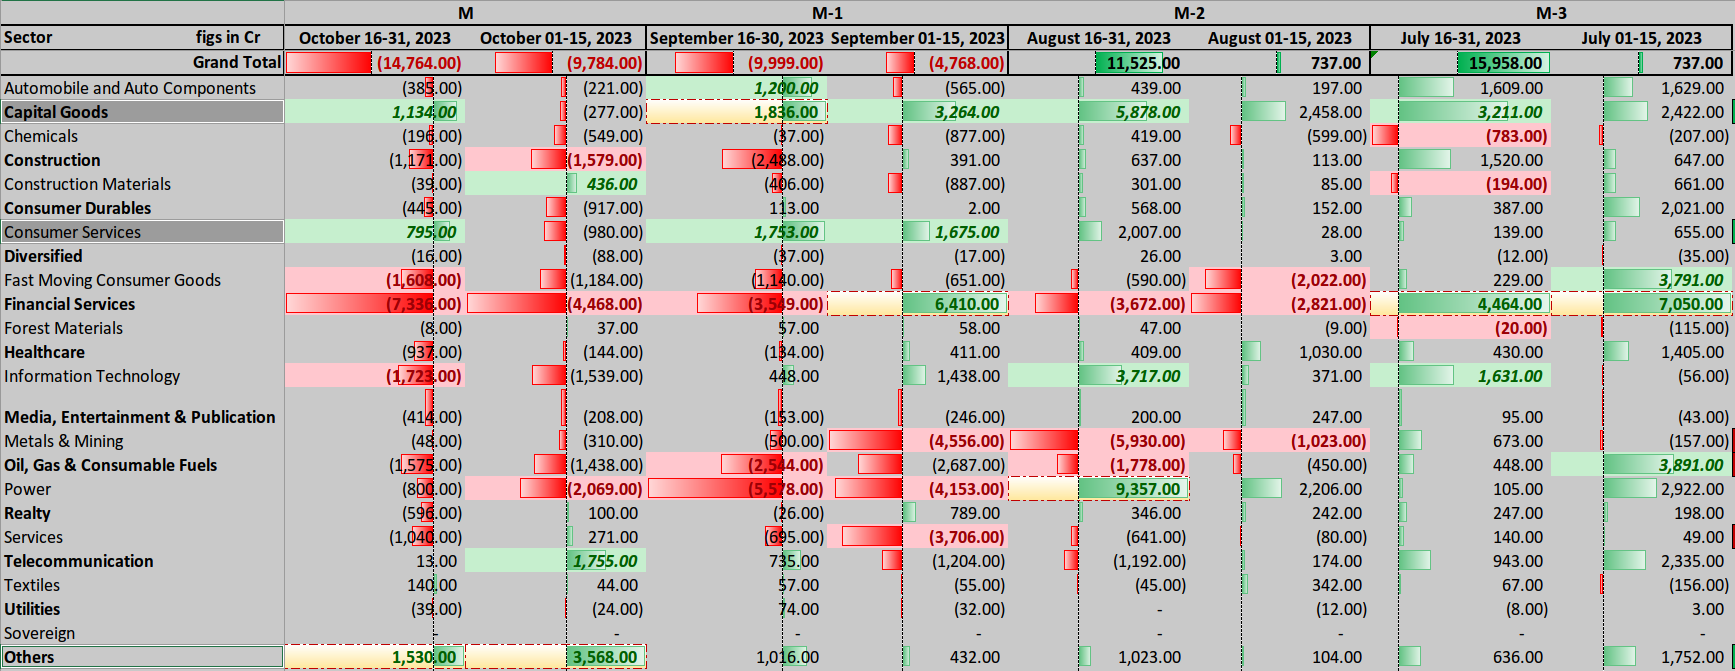 M M-1 M-2 M-3
Sector figs in Cr October 16-31, 2023 October 01-15, 2023 September 16-30, 2023 September 01-15, 2023 August 16-31, 2023 August 01-15, 2023 July 16-31, 2023 July 01-15, 2023
Grand Total (14,764.00) (9,784.00) (9,999.00) (4,768.00) 11,525.00 737.00 15,958.00 737.00
Automobile and Auto Components (385.00) (221.00) 1,200.00 (565.00) 439.00 197.00 1,609.00 1,629.00
Capital Goods 1,134.00 (277.00) 1,836.00 3,264.00 5,878.00 2,458.00 3,211.00 2,422.00
Chemicals (196.00) (549.00) (37.00) (877.00) 419.00 (599.00) (783.00) (207.00)
Construction (1,171.00) (1,579.00) (2,488.00) 391.00 637.00 113.00 1,520.00 647.00
Construction Materials (39.00) 436.00 (406.00) (887.00) 301.00 85.00 (194.00) 661.00
Consumer Durables (445.00) (917.00) 113.00 2.00 568.00 152.00 387.00 2,021.00
Consumer Services 795.00 (980.00) 1,753.00 1,675.00 2,007.00 28.00 139.00 655.00
Diversified (16.00) (88.00) (37.00) (17.00) 26.00 3.00 (12.00) (35.00)
Fast Moving Consumer Goods (1,608.00) (1,184.00) (1,140.00) (651.00) (590.00) (2,022.00) 229.00 3,791.00
Financial Services (7,336.00) (4,468.00) (3,549.00) 6,410.00 (3,672.00) (2,821.00) 4,464.00 7,050.00
Forest Materials (8.00) 37.00 57.00 58.00 47.00 (9.00) (20.00) (115.00)
Healthcare (937.00) (144.00) (134.00) 411.00 409.00 1,030.00 430.00 1,405.00
Information Technology (1,723.00) (1,539.00) 448.00 1,438.00 3,717.00 371.00 1,631.00 (56.00)
Media, Entertainment & Publication (414.00) (208.00) (153.00) (246.00) 200.00 247.00 95.00 (43.00)
Metals & Mining (48.00) (310.00) (500.00) (4,556.00) (5,930.00) (1,023.00) 673.00 (157.00)
Oil, Gas & Consumable Fuels (1,575.00) (1,438.00) (2,544.00) (2,687.00) (1,778.00) (450.00) 448.00 3,891.00
Power (800.00) (2,069.00) (5,578.00) (4,153.00) 9,357.00 2,206.00 105.00 2,922.00
Realty (596.00) 100.00 (26.00) 789.00 346.00 242.00 247.00 198.00
Services (1,040.00) 271.00 (695.00) (3,706.00) (641.00) (80.00) 140.00 49.00
Telecommunication 13.00 1,755.00 735.00 (1,204.00) (1,192.00) 174.00 943.00 2,335.00
Textiles 140.00 44.00 57.00 (55.00) (45.00) 342.00 67.00 (156.00)
Utilities (39.00) (24.00) 74.00 (32.00) - (12.00) (8.00) 3.00
Sovereign - - - - - - - -
Others 1,530.00 3,568.00 1,016.00 432.00 1,023.00 104.00 636.00 1,752.00